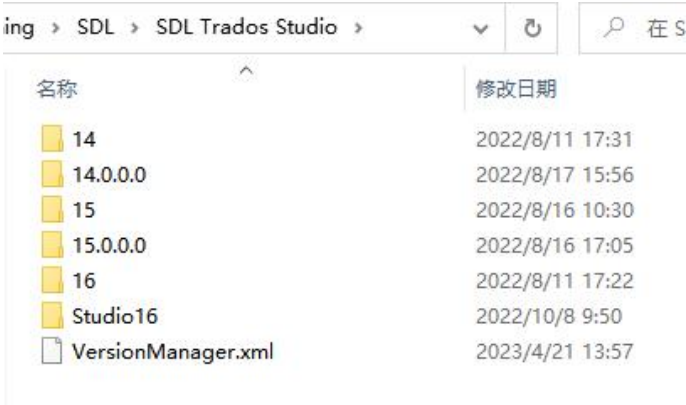 ing > SDL > SDL Trados Studio >
在 S
名称 修改日期
14 2022/8/11 17:31
14.0.0.0 2022/8/17 15:56
15 2022/8/16 10:30
15.0.0.0 2022/8/16 17:05
16 2022/8/11 17:22
Studio16 2022/10/8 9:50
VersionManager.xml 2023/4/21 13:57